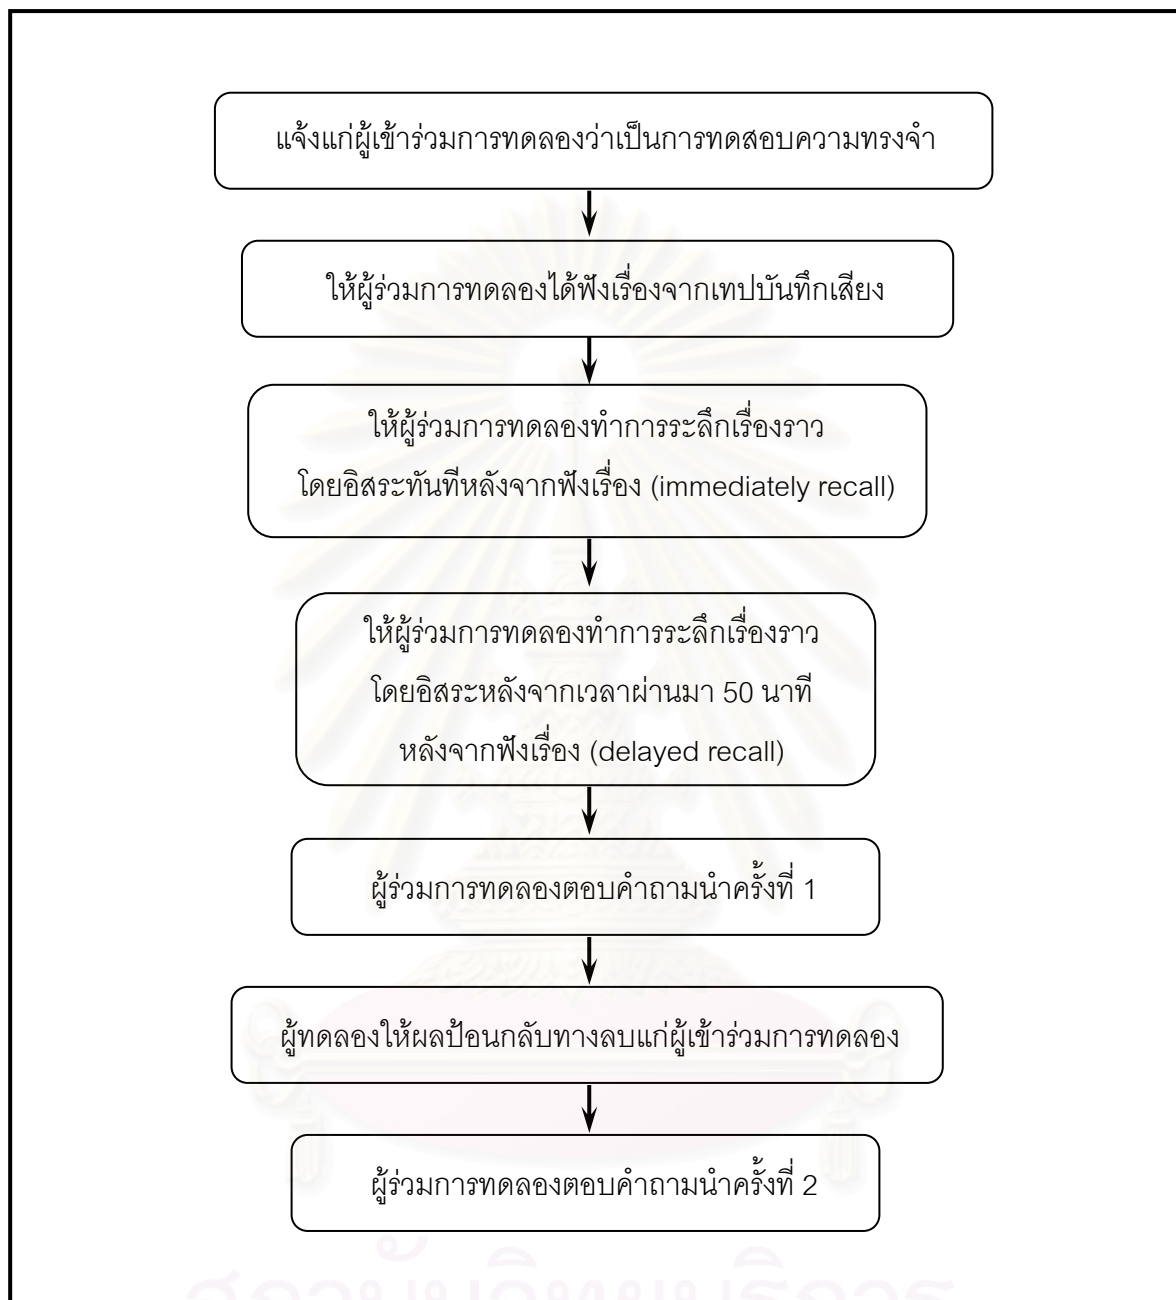 แจ้งแก่ผู้เข้าร่วมการทดลองว่าเป็นการทดสอบความทรงจำ
ให้ผู้ร่วมการทดลองได้ฟังเรื่องจากเทปบันทึกเสียง
ให้ผู้ร่วมการทดลองทำการระลึกเรื่องราว
โดยอิสระทันทีหลังจากฟังเรื่อง (immediately recall)
ให้ผู้ร่วมการทดลองทำการระลึกเรื่องราว
โดยอิสระหลังจากเวลาผ่านมา 50 นาที
หลังจากฟังเรื่อง (delayed recall)
ผู้ร่วมการทดลองตอบคำถามนำครั้งที่ 1
ผู้ทดลองให้ผลป้อนกลับทางลบแก่ผู้เข้าร่วมการทดลอง
ผู้ร่วมการทดลองตอบคำถามนำครั้งที่ 2
สถาบันวิทยบริการ